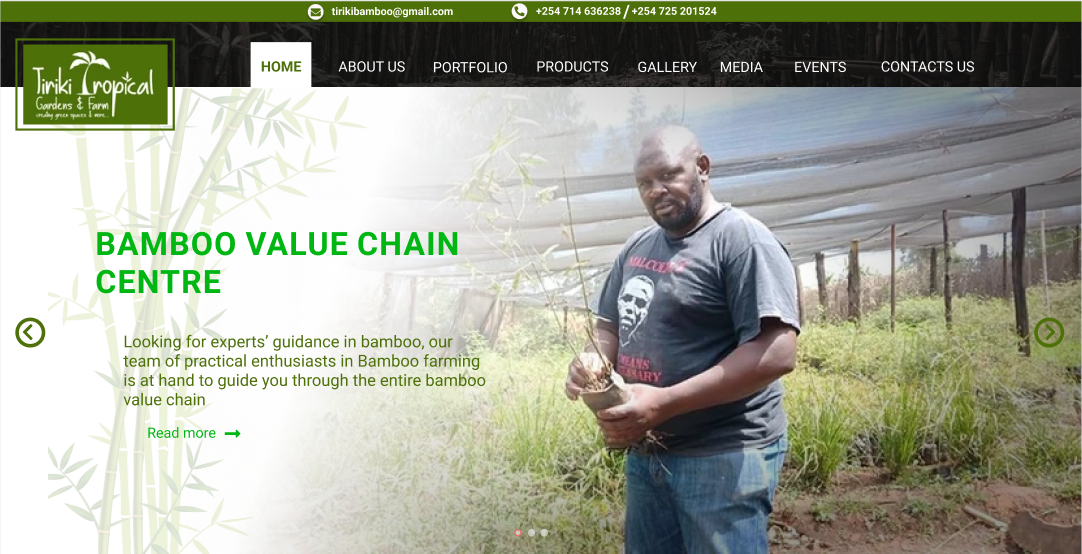 tirikibamboo@gmail.com
+254 714 636238 / +254 725 201524
Tiriki Tropical
Gardens & Farm
creating green spaces & more...
HOME
ABOUT US
PORTFOLIO
PRODUCTS
GALLERY
MEDIA
EVENTS
CONTACTS US
BAMBOO VALUE CHAIN
CENTRE
Looking for experts’ guidance in bamboo, our
team of practical enthusiasts in Bamboo farming
is at hand to guide you through the entire bamboo
value chain
Read more